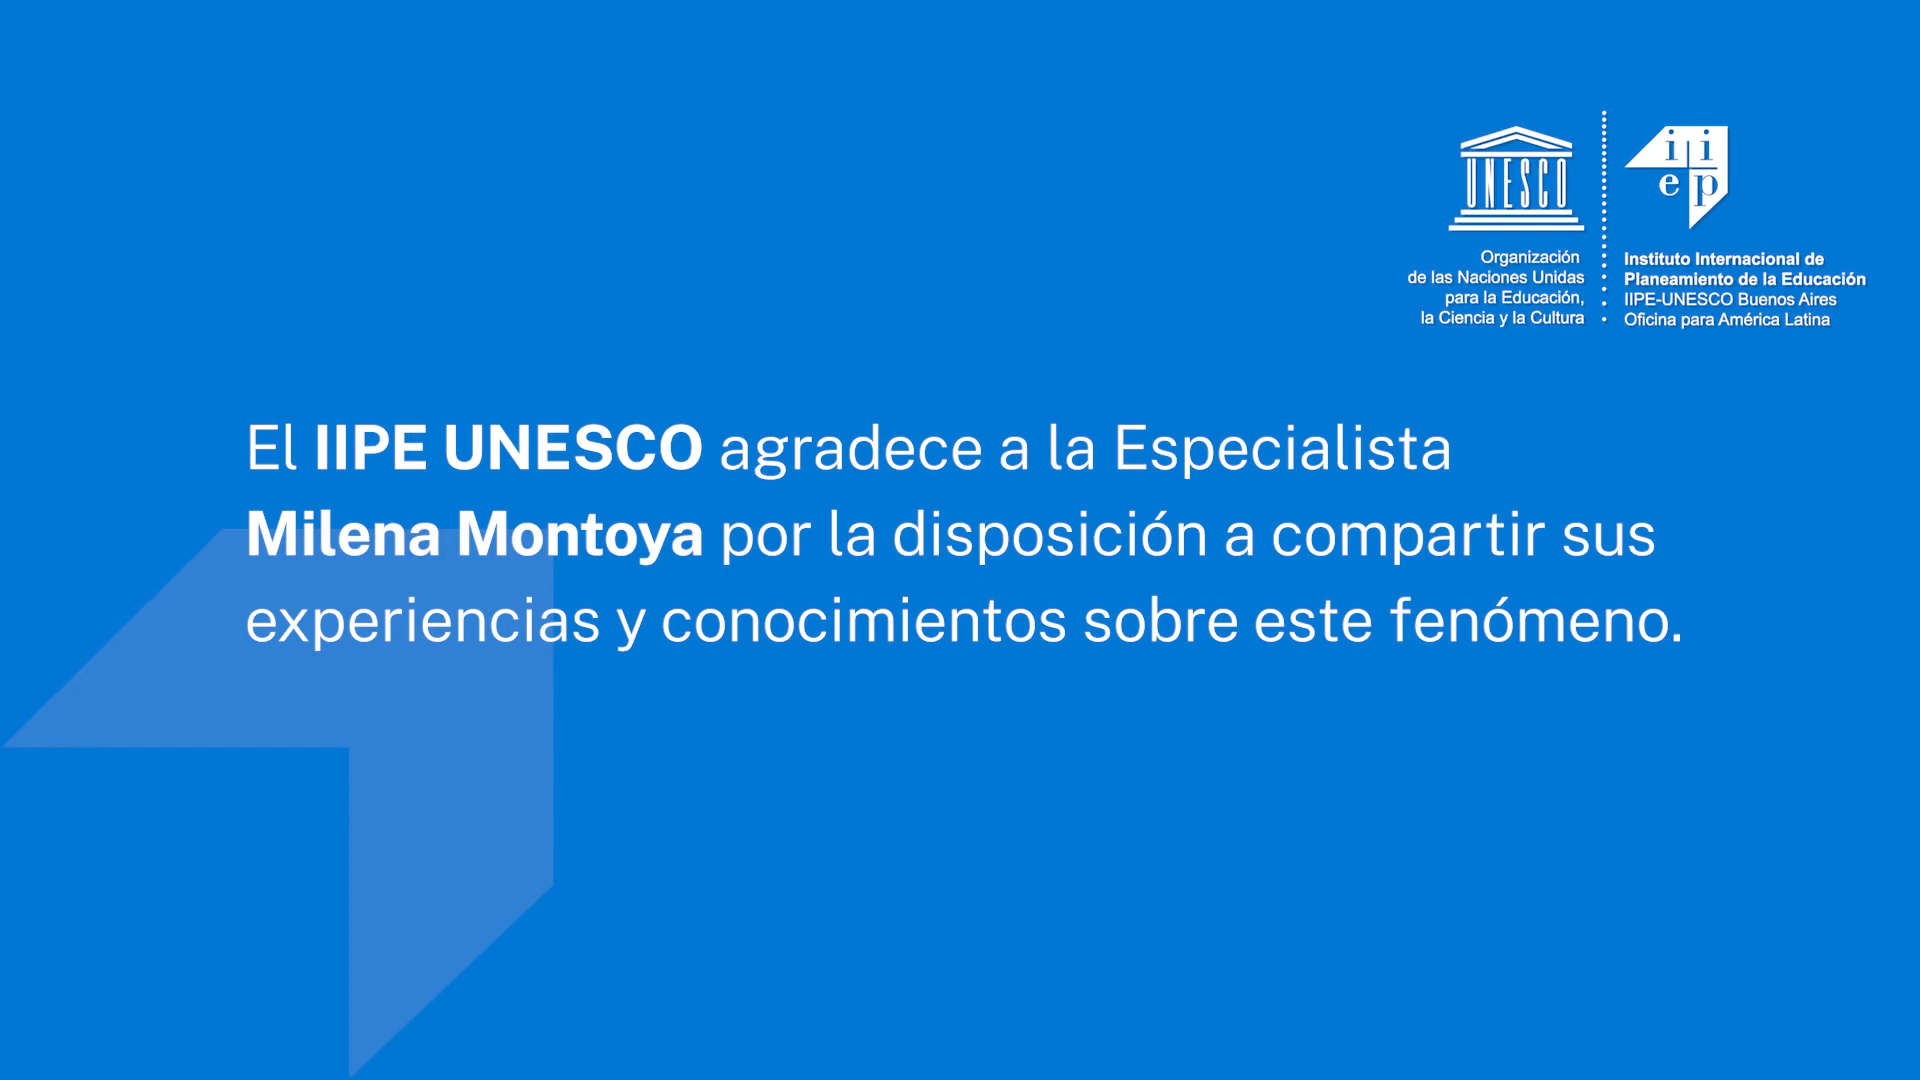 UNESCO
Organización
de las Naciones Unidas
para la Educación,
la Ciencia y la Cultura
i i
e p
Instituto Internacional de
Planeamiento de la Educación
IIPE-UNESCO Buenos Aires
Oficina para América Latina
El IIPE UNESCO agradece a la Especialista
Milena Montoya por la disposición a compartir sus
experiencias y conocimientos sobre este fenómeno.